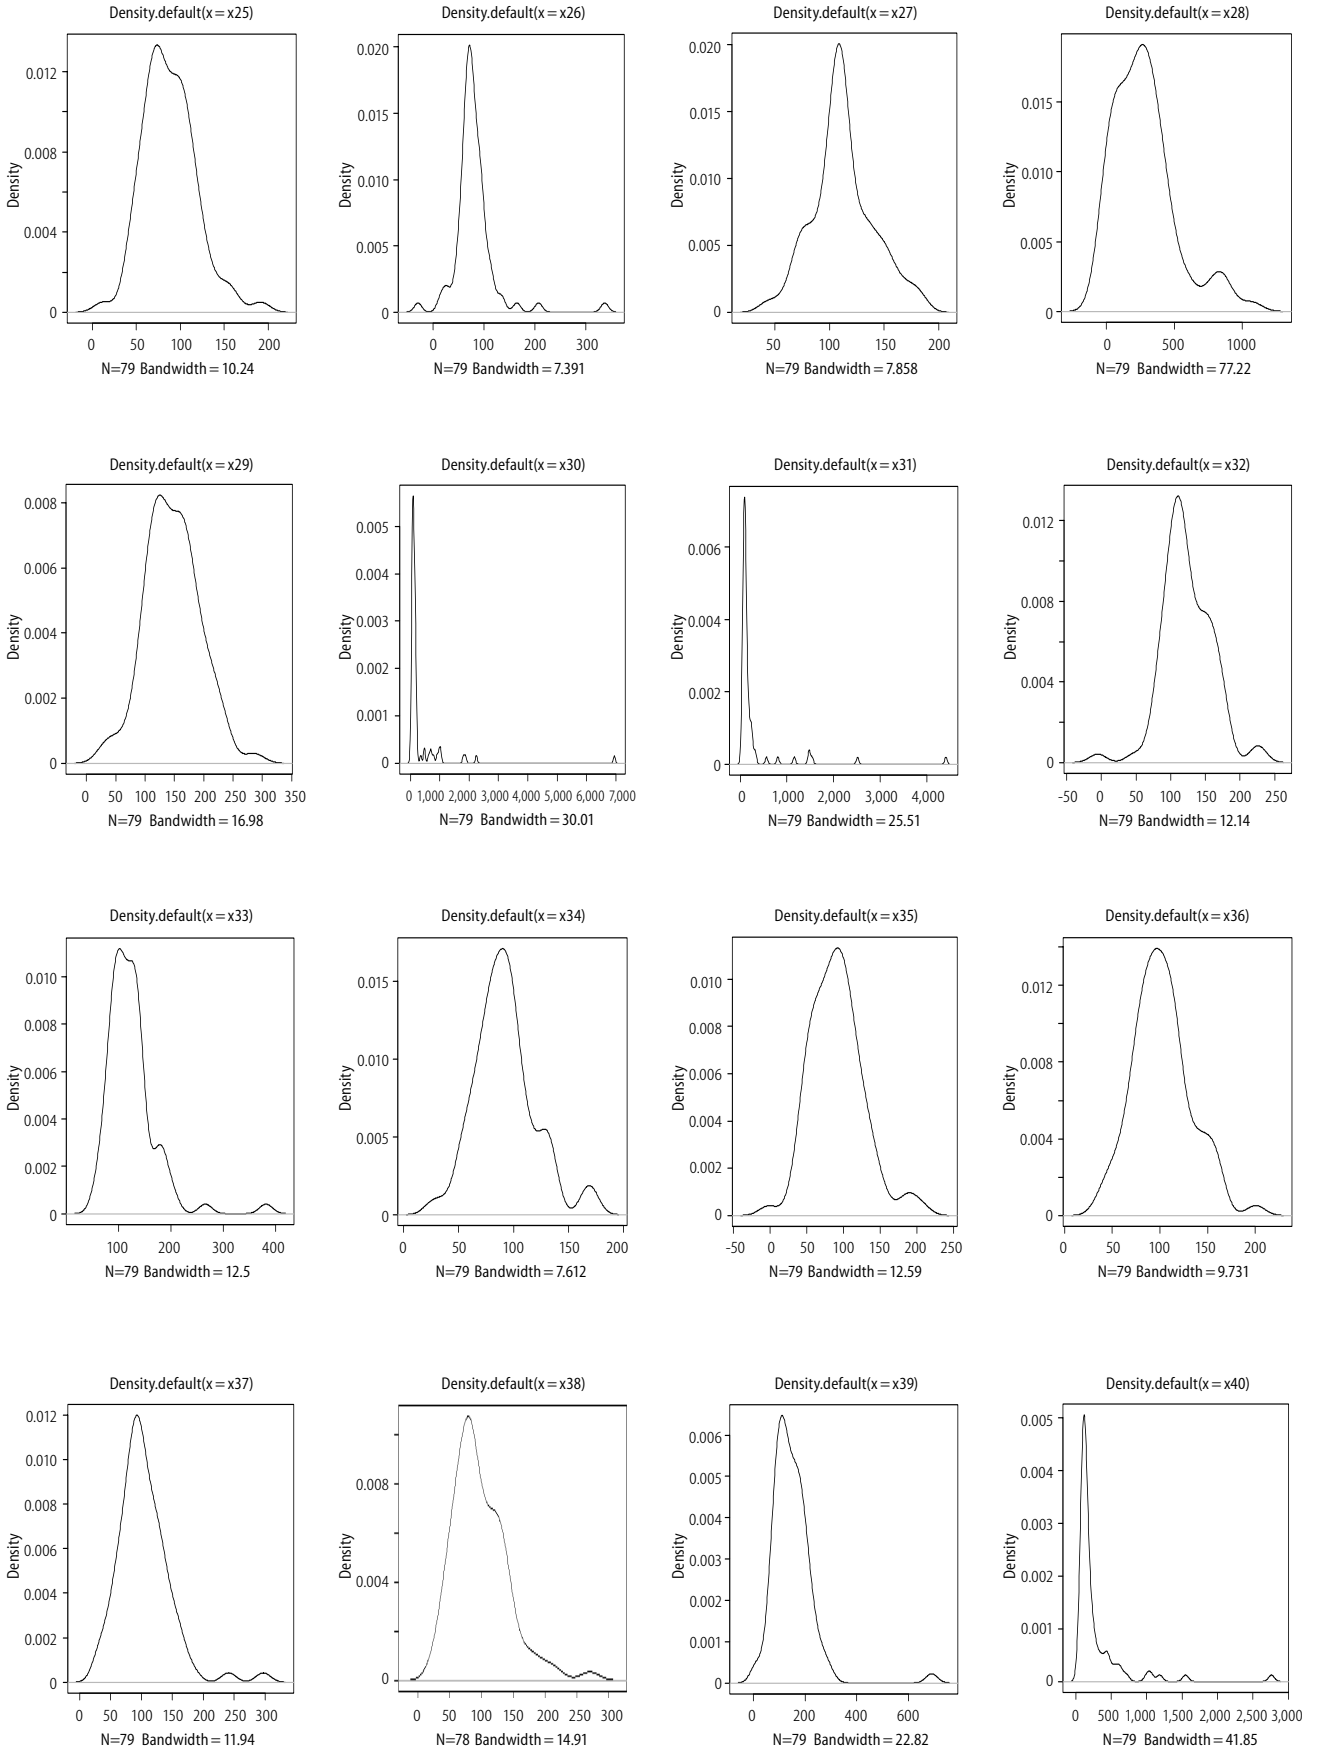 Density.default(x = x25)
Density
0.012
0.008
0.004
0
0 50 100 150 200
N=79 Bandwidth = 10.24
Density.default(x = x26)
Density
0.020
0.015
0.010
0.005
0
0 100 200 300
N=79 Bandwidth = 7.391
Density.default(x = x27)
Density
0.020
0.015
0.010
0.005
0
50 100 150 200
N=79 Bandwidth = 7.858
Density.default(x = x28)
Density
0.015
0.010
0.005
0
0 500 1000
N=79 Bandwidth = 77.22
Density.default(x = x29)
Density
0.008
0.006
0.004
0.002
0
0 50 100 150 200 250 300 350
N=79 Bandwidth = 16.98
Density.default(x = x30)
Density
0.005
0.004
0.003
0.002
0.001
0
0 1,000 2,000 3,000 4,000 5,000 6,000 7,000
N=79 Bandwidth = 30.01
Density.default(x = x31)
Density
0.006
0.004
0.002
0
0 1,000 2,000 3,000 4,000
N=79 Bandwidth = 25.51
Density.default(x = x32)
Density
0.012
0.008
0.004
0
-50 0 50 100 150 200 250
N=79 Bandwidth = 12.14
Density.default(x = x33)
Density
0.010
0.008
0.006
0.004
0.002
0
100 200 300 400
N=79 Bandwidth = 12.5
Density.default(x = x34)
Density
0.015
0.010
0.005
0
0 50 100 150 200
N=79 Bandwidth = 7.612
Density.default(x = x35)
Density
0.010
0.008
0.006
0.004
0.002
0
-50 0 50 100 150 200 250
N=79 Bandwidth = 12.59
Density.default(x = x36)
Density
0.012
0.008
0.004
0
0 50 100 150 200
N=79 Bandwidth = 9.731
Density.default(x = x37)
Density
0.012
0.010
0.008
0.006
0.004
0.002
0
0 50 100 150 200 300
N=79 Bandwidth = 11.94
Density.default(x = x38)
Density
0.008
0.004
0
0 50 100 150 200 250 300
N=78 Bandwidth = 14.91
Density.default(x = x39)
Density
0.006
0.005
0.004
0.003
0.002
0.001
0
0 200 400 600
N=79 Bandwidth = 22.82
Density.default(x = x40)
Density
0.005
0.004
0.003
0.002
0.001
0
0 500 1,000 1,500 2,000 2,500 3,000
N=79 Bandwidth = 41.85